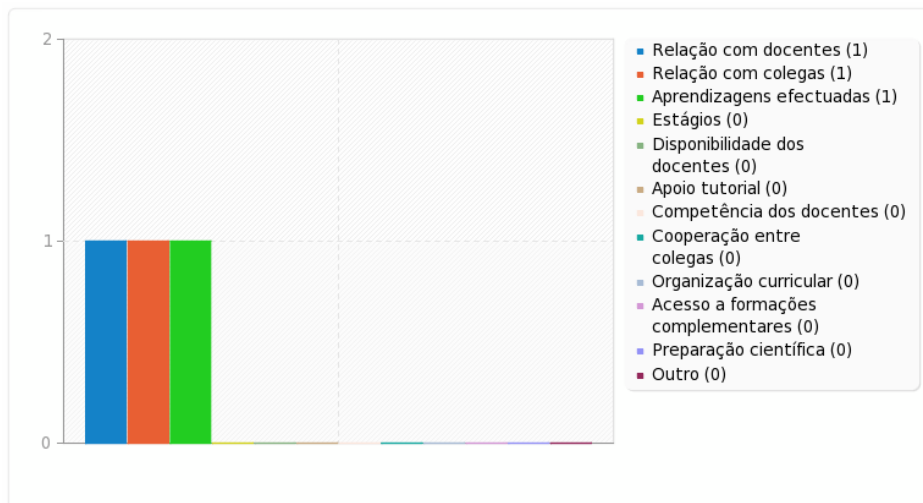 2
1
0
Relação com docentes (1)
Relação com colegas (1)
Aprendizagens efectuadas (1)
Estágios (0)
Disponibilidade dos
docentes (0)
Apoio tutorial (0)
Competência dos docentes (0)
Cooperação entre
colegas (0)
Organização curricular (0)
Acesso a formações
complementares (0)
Preparação científica (0)
Outro (0)